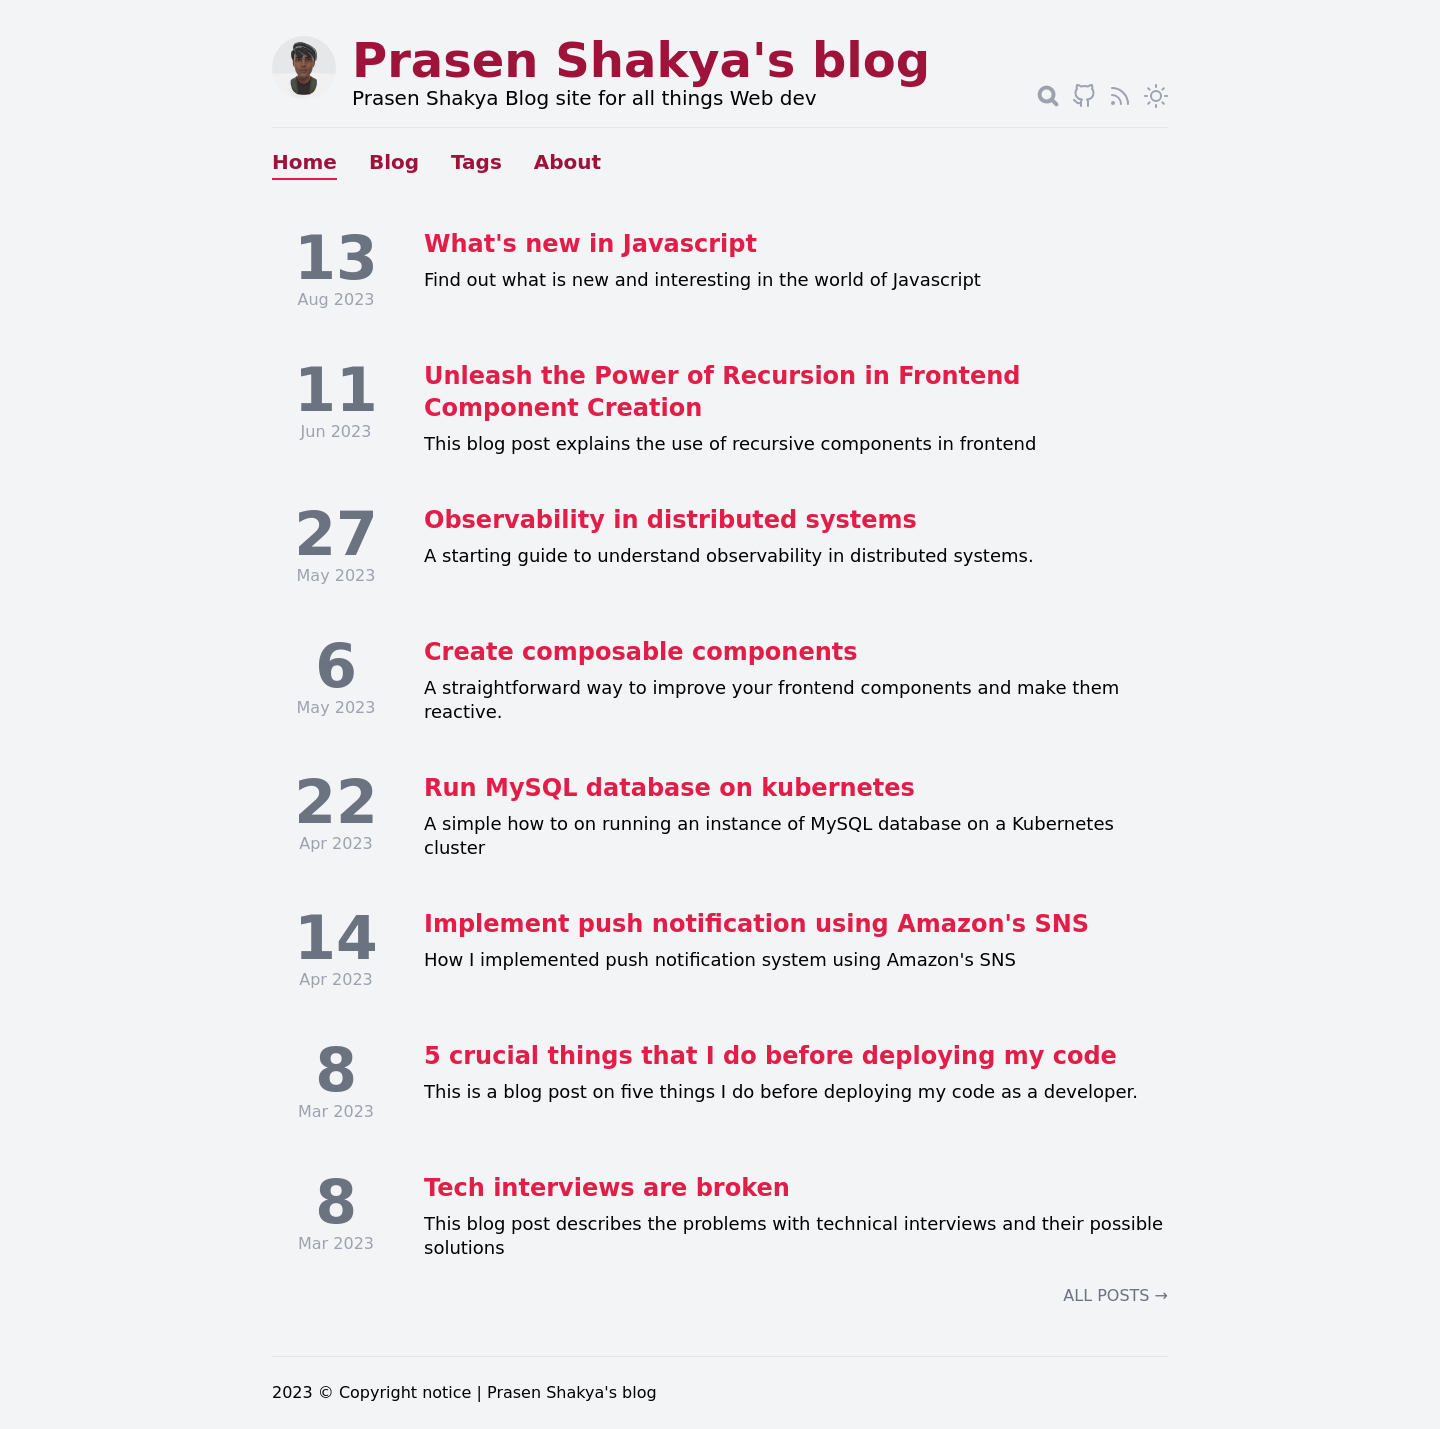 Prasen Shakya's blog
Prasen Shakya Blog site for all things Web dev
Home Blog Tags About
13
Aug 2023
What's new in Javascript
Find out what is new and interesting in the world of Javascript
11
Jun 2023
Unleash the Power of Recursion in Frontend
Component Creation
This blog post explains the use of recursive components in frontend
27
May 2023
Observability in distributed systems
A starting guide to understand observability in distributed systems.
6
May 2023
Create composable components
A straightforward way to improve your frontend components and make them
reactive.
22
Apr 2023
Run MySQL database on kubernetes
A simple how to on running an instance of MySQL database on a Kubernetes
cluster
14
Apr 2023
Implement push notification using Amazon's SNS
How I implemented push notification system using Amazon's SNS
8
Mar 2023
5 crucial things that I do before deploying my code
This is a blog post on five things I do before deploying my code as a developer.
8
Mar 2023
Tech interviews are broken
This blog post describes the problems with technical interviews and their possible
solutions
ALL POSTS →
2023 © Copyright notice | Prasen Shakya's blog